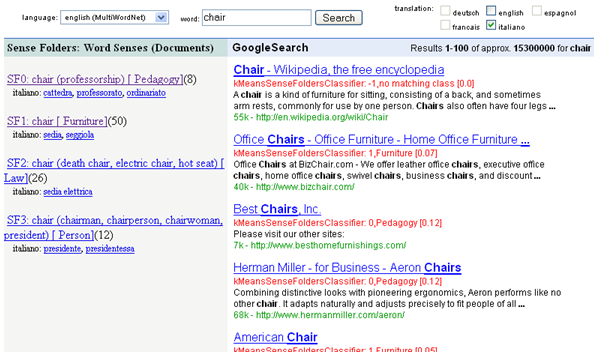 language: english (MultiWordNet) word: chair Search translation: deutsch english espagnol
francais italiano
Sense Folders: Word Senses (Documents)
SF0: chair (professorship) [ Pedagogy](8)
italiano: cattedra, professorato, ordinariato
SF1: chair [ Furniture](50)
italiano: sedia, seggiola
SF2: chair (death chair, electric chair, hot seat) [
Law](26)
italiano: sedia elettrica
SF3: chair (chairman, chairperson, chairwoman,
president) [ Person](12)
italiano: presidente, presidentessa
GoogleSearch Results 1-100 of approx. 15300000 for chair
Chair - Wikipedia, the free encyclopedia
kMeansSenseFoldersClassifier: -1,no matching class [0.0]
A chair is a kind of furniture for sitting, consisting of a back, and sometimes
arm rests, commonly for use by one person. Chairs also often have four legs ...
55k - http://en.wikipedia.org/wiki/Chair
Office Chairs - Office Furniture - Home Office Furniture ...
kMeansSenseFoldersClassifier: 1,Furniture [0.07]
Office Chairs at BizChair.com - We offer leather office chairs, executive office
chairs, home office chairs, swivel chairs, business chairs, and discount ...
40k - http://www.bizchair.com/
Best Chairs, Inc.
kMeansSenseFoldersClassifier: 0,Pedagogy [0.12]
Please visit our other sites:
7k - http://www.besthomefurnishings.com/
Herman Miller - for Business - Aeron Chairs
kMeansSenseFoldersClassifier: 0,Pedagogy [0.12]
Combining distinctive looks with pioneering ergonomics, Aeron performs like no
other chair. It adapts naturally and adjusts precisely to fit people of all ...
68k - http://www.hermanmiller.com/aeron/
American Chair
kMeansSenseFoldersClassifier: 1,Furniture [0.05]